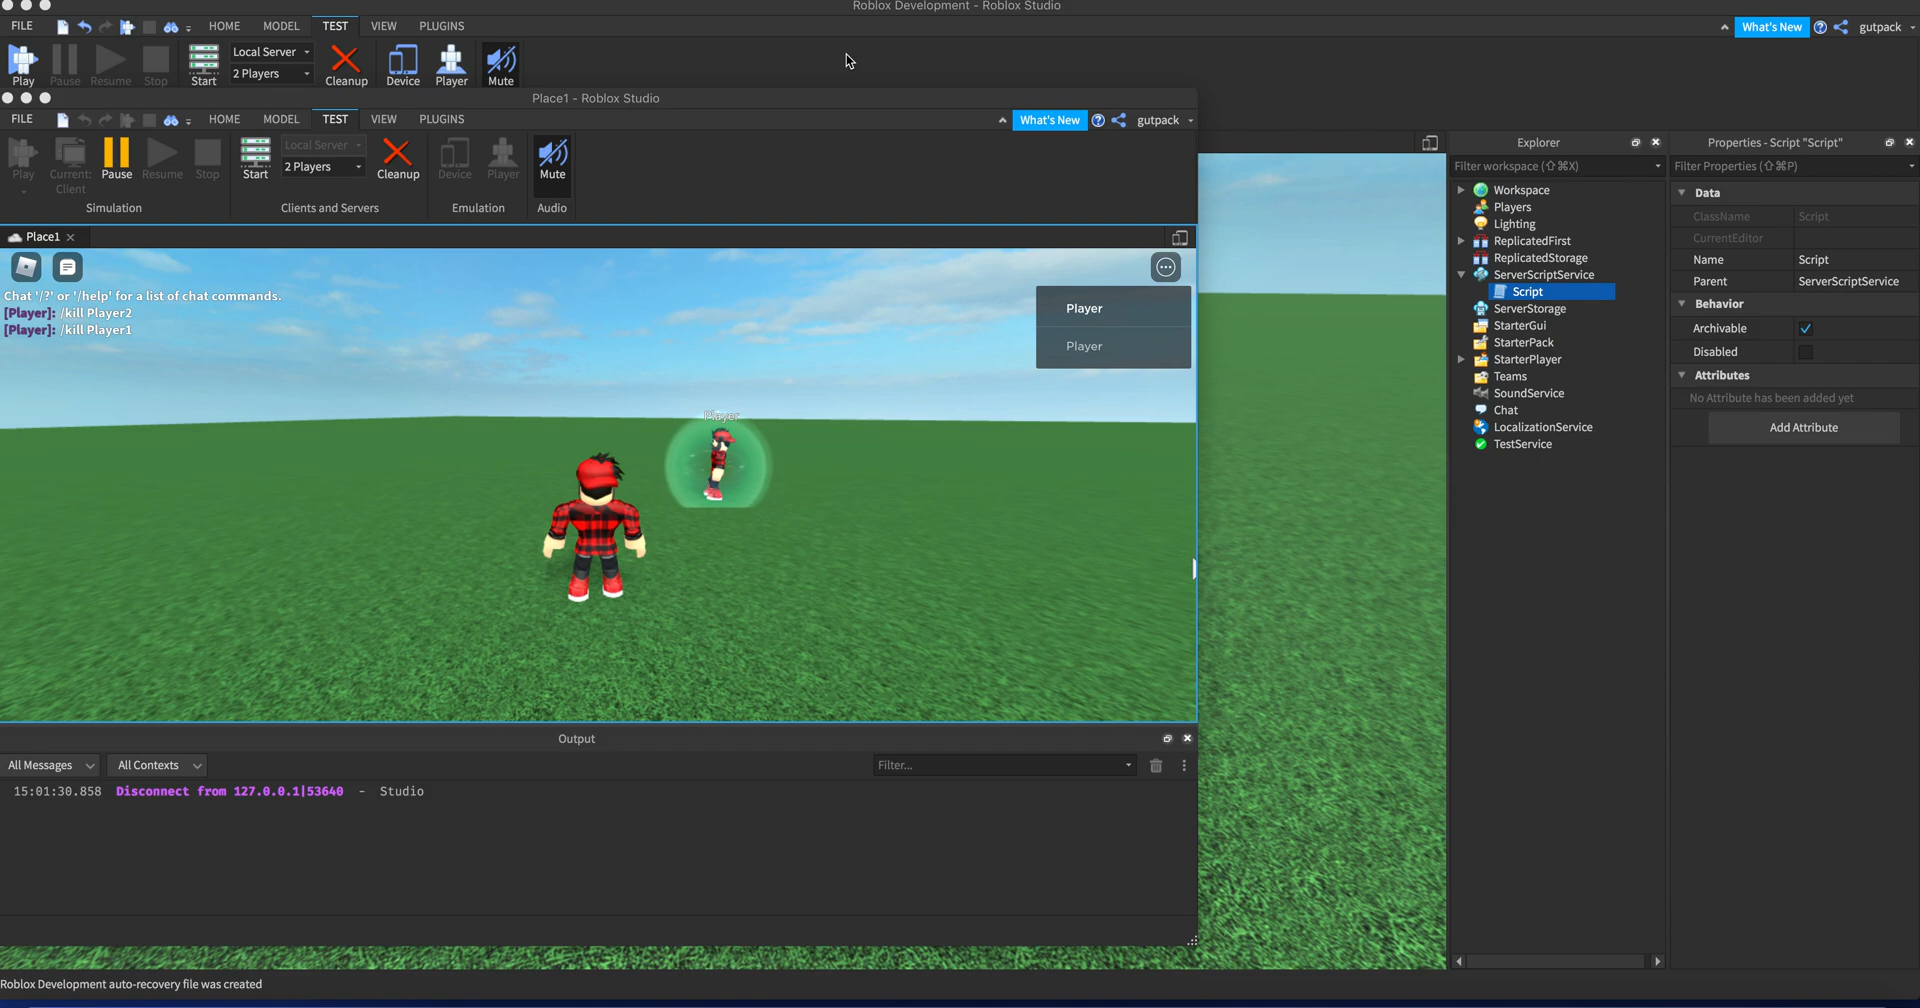 Roblox Development - Roblox Studio
FILE HOME MODEL TEST VIEW PLUGINS What's New gutpack
Play Pause Resume Stop Start Local Server 2 Players Cleanup Device Player Mute
Place1 - Roblox Studio
FILE HOME MODEL TEST VIEW PLUGINS What's New gutpack
Play Current: Client Pause Resume Stop Start Local Server 2 Players Cleanup Device Player Mute
Simulation Clients and Servers Emulation Audio
Place1
Chat '/?' or '/help' for a list of chat commands.
[Player]: /kill Player2
[Player]: /kill Player1
Player
Player
Player
Output
All Messages All Contexts Filter...
15:01:30.858 Disconnect from 127.0.0.1|53640 - Studio
Roblox Development auto-recovery file was created
Explorer
Filter workspace (⇧⌘X)
Workspace
Players
Lighting
ReplicatedFirst
ReplicatedStorage
ServerScriptService
Script
ServerStorage
StarterGui
StarterPack
StarterPlayer
Teams
SoundService
Chat
LocalizationService
TestService
Properties - Script "Script"
Filter Properties (⇧⌘P)
Data
ClassName Script
CurrentEditor
Name Script
Parent ServerScriptService
Behavior
Archivable
Disabled
Attributes
No Attribute has been added yet
Add Attribute